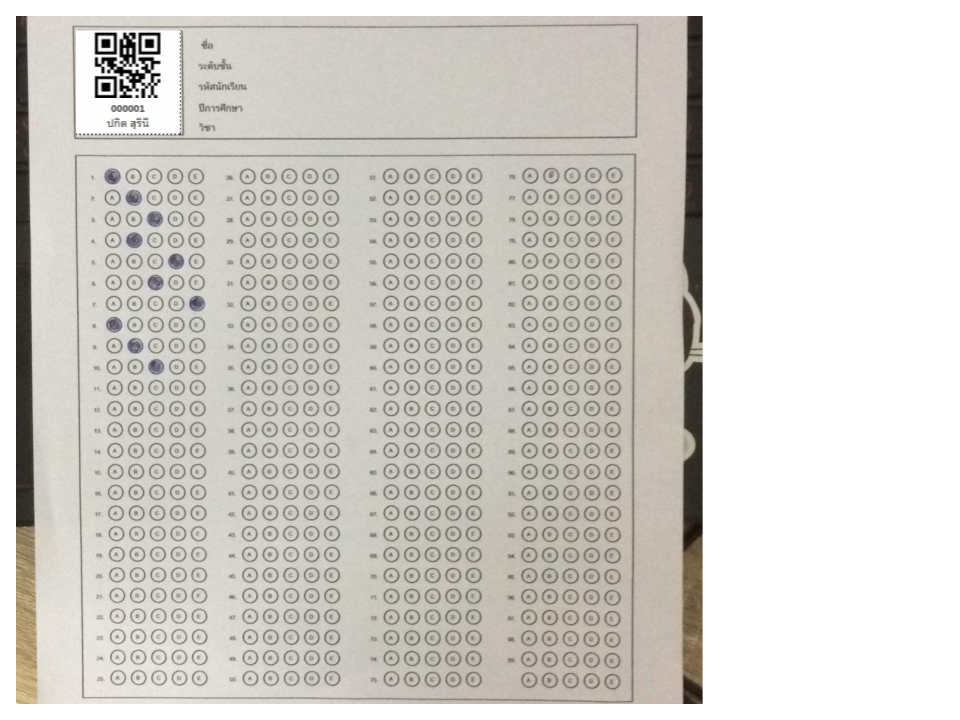 000001
ปกิต สุรินี
ชื่อ
ระดับชั้น
รหัสนักเรียน
ปีการศึกษา
วิชา
1. A B C D E 26. A B C D E 51. A B C D E 76. A B C D E
2. A B C D E 27. A B C D E 52. A B C D E 77. A B C D E
3. A B C D E 28. A B C D E 53. A B C D E 78. A B C D E
4. A B C D E 29. A B C D E 54. A B C D E 79. A B C D E
5. A B C D E 30. A B C D E 55. A B C D E 80. A B C D E
6. A B C D E 31. A B C D E 56. A B C D E 81. A B C D E
7. A B C D E 32. A B C D E 57. A B C D E 82. A B C D E
8. A B C D E 33. A B C D E 58. A B C D E 83. A B C D E
9. A B C D E 34. A B C D E 59. A B C D E 84. A B C D E
10. A B C D E 35. A B C D E 60. A B C D E 85. A B C D E
11. A B C D E 36. A B C D E 61. A B C D E 86. A B C D E
12. A B C D E 37. A B C D E 62. A B C D E 87. A B C D E
13. A B C D E 38. A B C D E 63. A B C D E 88. A B C D E
14. A B C D E 39. A B C D E 64. A B C D E 89. A B C D E
15. A B C D E 40. A B C D E 65. A B C D E 90. A B C D E
16. A B C D E 41. A B C D E 66. A B C D E 91. A B C D E
17. A B C D E 42. A B C D E 67. A B C D E 92. A B C D E
18. A B C D E 43. A B C D E 68. A B C D E 93. A B C D E
19. A B C D E 44. A B C D E 69. A B C D E 94. A B C D E
20. A B C D E 45. A B C D E 70. A B C D E 95. A B C D E
21. A B C D E 46. A B C D E 71. A B C D E 96. A B C D E
22. A B C D E 47. A B C D E 72. A B C D E 97. A B C D E
23. A B C D E 48. A B C D E 73. A B C D E 98. A B C D E
24. A B C D E 49. A B C D E 74. A B C D E 99. A B C D E
25. A B C D E 50. A B C D E 75. A B C D E A B C D E